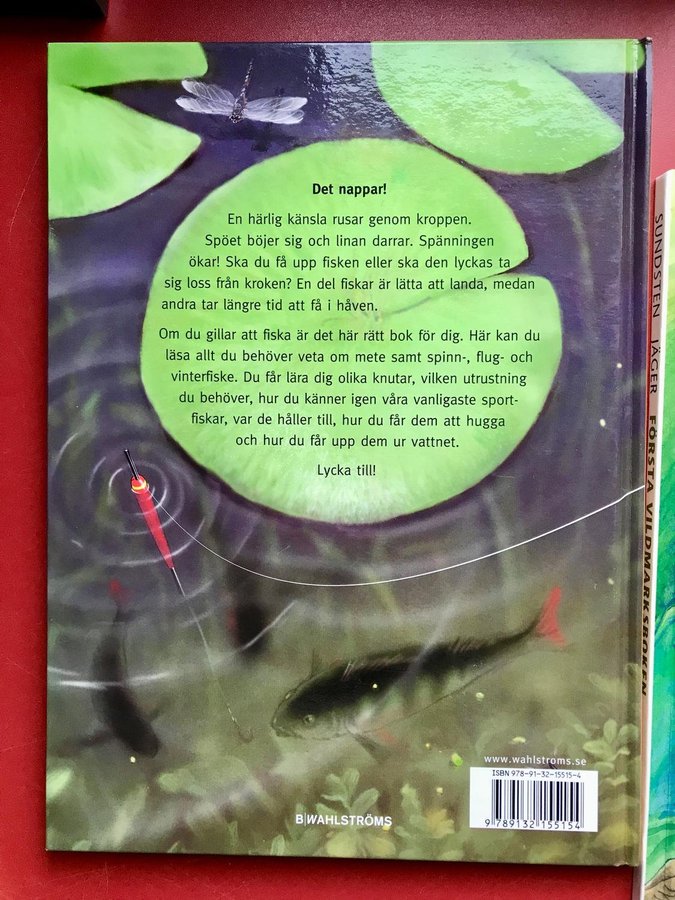 Det nappar!
En härlig känsla rusar genom kroppen.
Spöet böjer sig och linan darrar. Spänningen
ökar! Ska du få upp fisken eller ska den lyckas ta
sig loss från kroken? En del fiskar är lätta att landa, medan
andra tar längre tid att få i håven.
Om du gillar att fiska är det här rätt bok för dig. Här kan du
läsa allt du behöver veta om mete samt spinn-, flug- och
vinterfiske. Du får lära dig olika knutar, vilken utrustning
du behöver, hur du känner igen våra vanligaste sport-
fiskar, var de håller till, hur du får dem att hugga
och hur du får upp dem ur vattnet.
Lycka till!
www.wahlstroms.se
ISBN 978-91-32-15515-4
9 789132 155154
B|WAHLSTRÖMS
SUNDSTEN JÄGER FÖRSTA VILDMARKSBOKEN